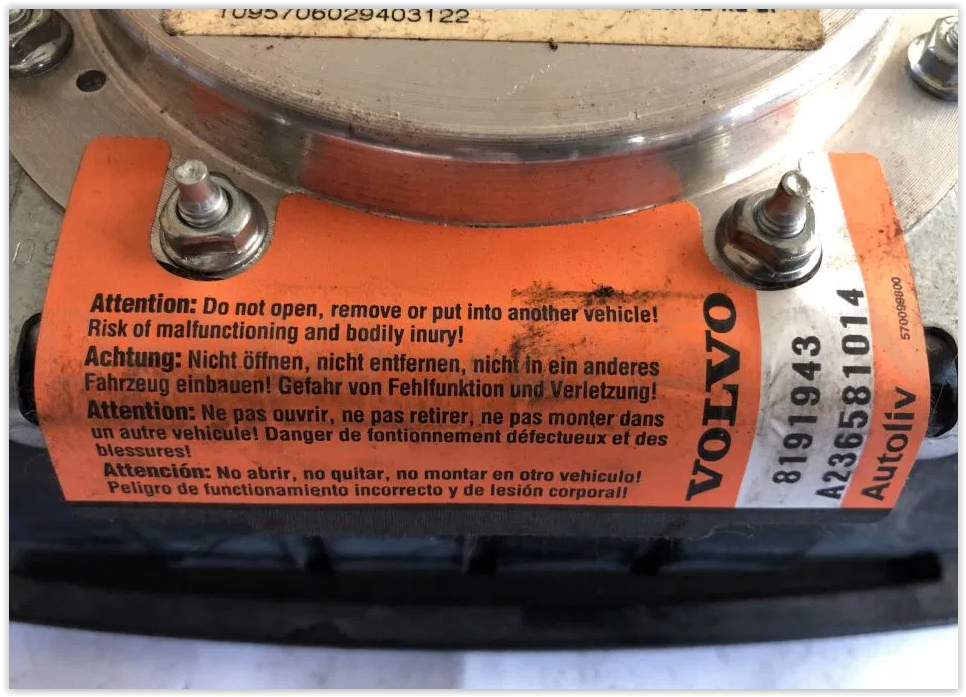 1095706029403122
Attention: Do not open, remove or put into another vehicle!
Risk of malfunctioning and bodily inury!
Achtung: Nicht öffnen, nicht entfernen, nicht in ein anderes
Fahrzeug einbauen! Gefahr von Fehlfunktion und Verletzung!
Attention: Ne pas ouvrir, ne pas retirer, ne pas monter dans
un autre vehicule! Danger de fontionnement défectueux et des
blessures!
Attención: No abrir, no quitar, no montar en otro vehiculo!
Peligro de functionamiento incorrecto y de lesión corporal!
VOLVO
8191943
A236581014
Autoliv
570098800